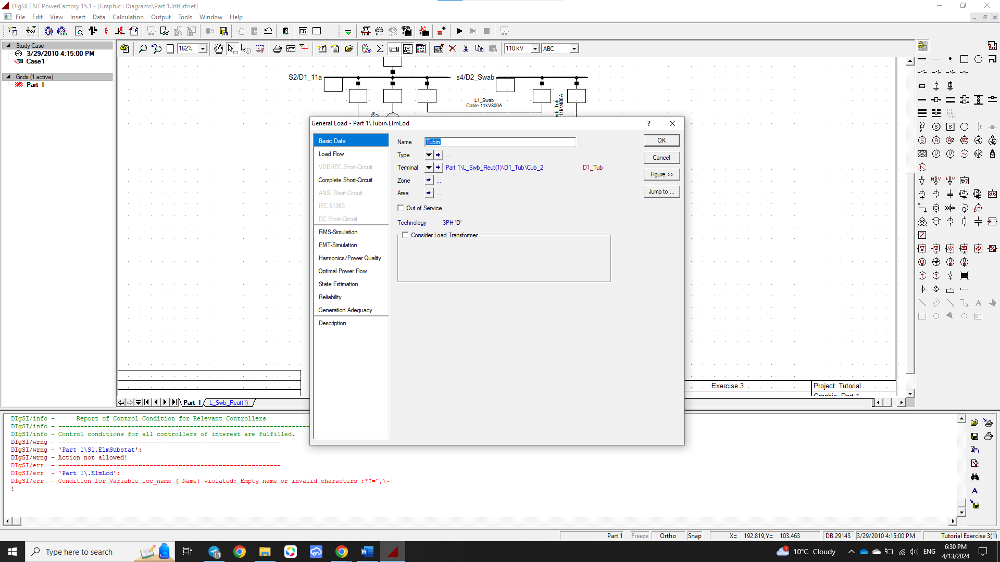 DIgSILENT PowerFactory 15.1 - [Graphic : Diagrams\Part 1.IntGrfnet]
File Edit View Insert Data Calculation Output Tools Window Help
162%
110 kV
ABC
Study Case
3/29/2010 4:15:00 PM
Case1
Grids (1 active)
Part 1
S2/D1_11a
s4/D2_Swab
L1_Swab
Cable 11kV800A
General Load - Part 1\Tubin.ElmLod
Basic Data
Load Flow
VDE/IEC Short-Circuit
Complete Short-Circuit
ANSI Short-Circuit
IEC 61363
DC Short-Circuit
RMS-Simulation
EMT-Simulation
Harmonics/Power Quality
Optimal Power Flow
State Estimation
Reliability
Generation Adequacy
Description
Name Tubin
Type ...
Terminal Part 1\L_Swb_Reut(1)\D1_Tub\Cub_2 D1_Tub
Zone ...
Area ...
Out of Service
Technology 3PH-'D'
Consider Load Transformer
OK
Cancel
Figure >>
Jump to ...
Exercise 3
Project: Tutorial
Part 1 L_Swb_Reut(1)
DIgSI/info - Report of Control Condition for Relevant Controllers
DIgSI/info - ------------------------------------------------------------
DIgSI/info - Control conditions for all controllers of interest are fulfilled.
DIgSI/wrng - ------------------------------------------------------------
DIgSI/wrng - 'Part 1\S1.ElmSubstat':
DIgSI/wrng - Action not allowed!
DIgSI/err - ------------------------------------------------------------
DIgSI/err - 'Part 1\.ElmLod':
DIgSI/err - Condition for Variable loc_name ( Name) violated: Empty name or invalid characters :*?=",\~|
!
Part 1 Freeze Ortho Snap X= 192.819,Y= 103.463 DB 29145 3/29/2010 4:15:00 PM Tutorial Exercise 3(1)
Type here to search
13
1
10°C Cloudy
ENG
6:30 PM
4/13/2024